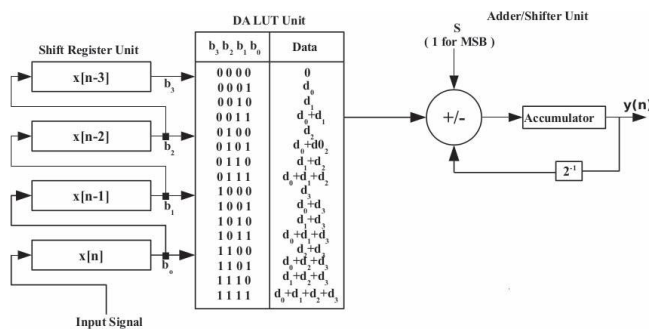 DA LUT Unit
Adder/Shifter Unit
S
( 1 for MSB )
Shift Register Unit
b3 b2 b1 b0 Data
x[n-3]
b3
x[n-2]
b2
x[n-1]
b1
x[n]
bo
Input Signal
0 0 0 0 0
0 0 0 1 d0
0 0 1 0 d1
0 0 1 1 d0+d1
0 1 0 0 d2
0 1 0 1 d0+d02
0 1 1 0 d1+d2
0 1 1 1 d0+d1+d2
1 0 0 0 d3
1 0 0 1 d0+d3
1 0 1 0 d1+d3
1 0 1 1 d0+d1+d3
1 1 0 0 d2+d3
1 1 0 1 d0+d2+d3
1 1 1 0 d1+d2+d3
1 1 1 1 d0+d1+d2+d3
+/-
Accumulator
y(n)
2-1